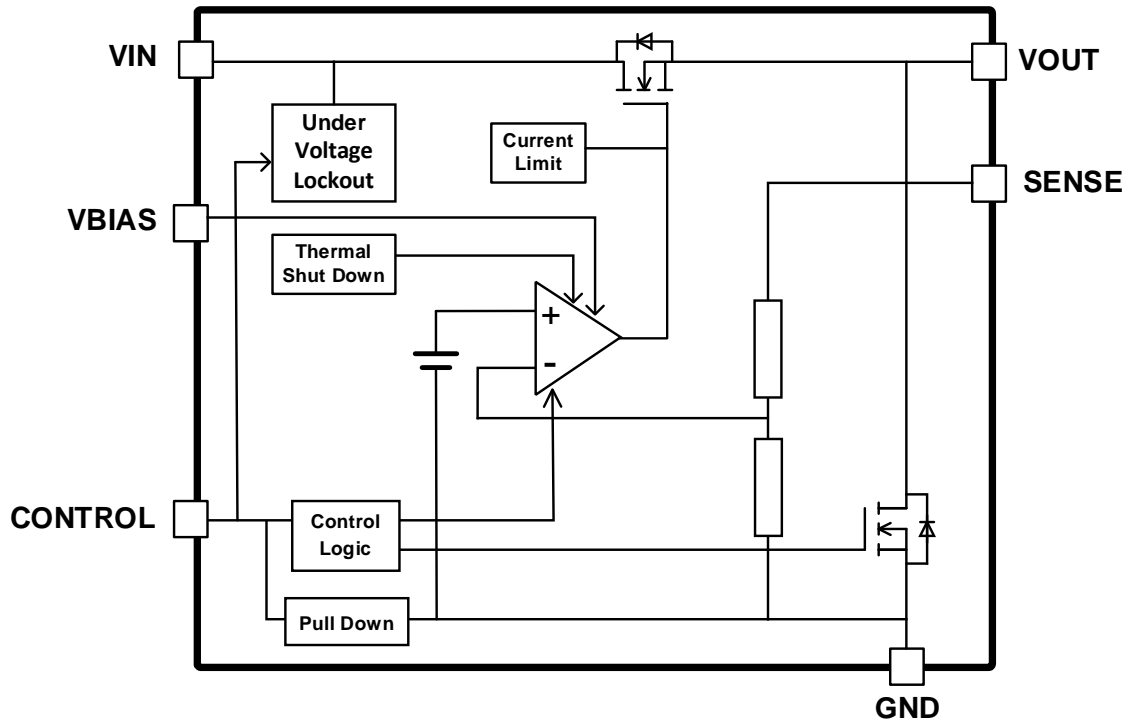 VIN
VOUT
Under
Voltage
Lockout
Current
Limit
SENSE
VBIAS
Thermal
Shut Down
+
-
CONTROL
Control
Logic
Pull Down
GND